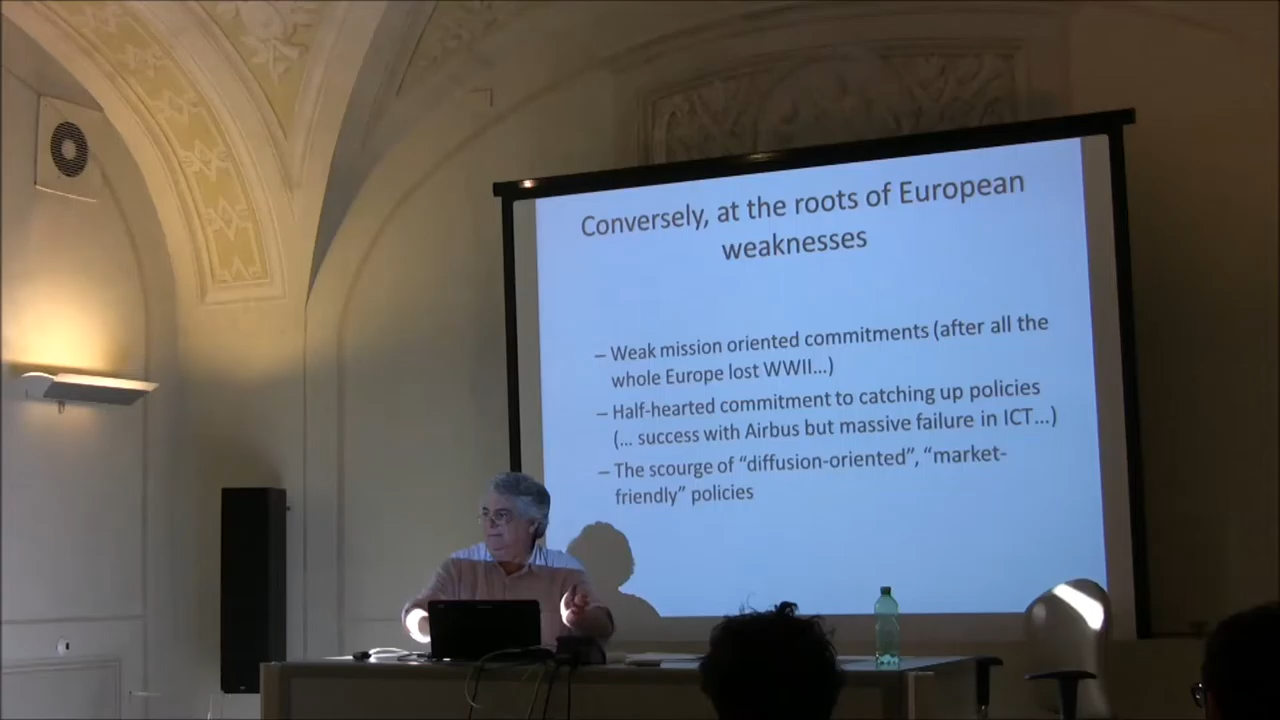 Conversely, at the roots of European
weaknesses
– Weak mission oriented commitments (after all the
whole Europe lost WWII...)
– Half-hearted commitment to catching up policies
(... success with Airbus but massive failure in ICT...)
– The scourge of “diffusion-oriented”, “market-
friendly” policies